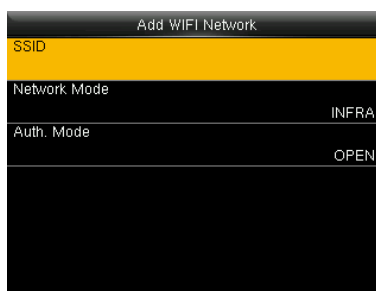 Add WIFI Network
SSID
Network Mode
INFRA
Auth. Mode
OPEN